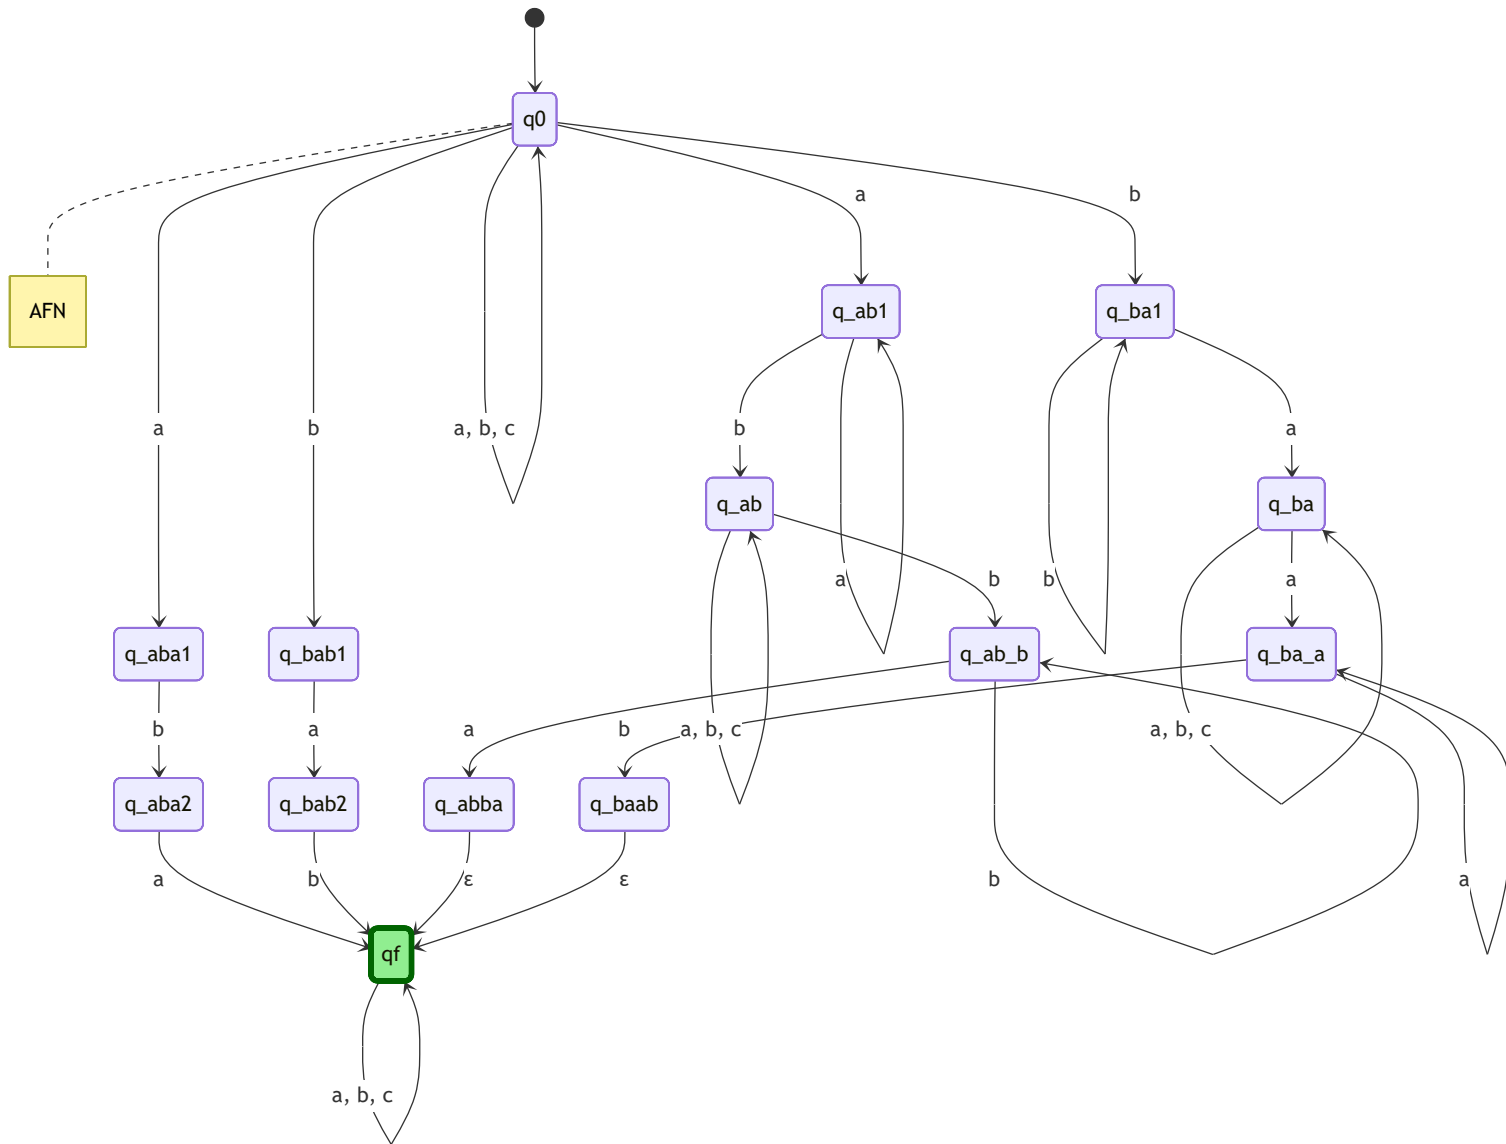 q0
a
b
AFN
q_ab1
q_ba1
a
b
a, b, c
b
a
q_ab
q_ba
a
b
b
a
q_aba1
q_bab1
q_ab_b
q_ba_a
b
a
a
b
a, b, c
a, b, c
q_aba2
q_bab2
q_abba
q_baab
a
b
ε
ε
b
a
qf
a, b, c